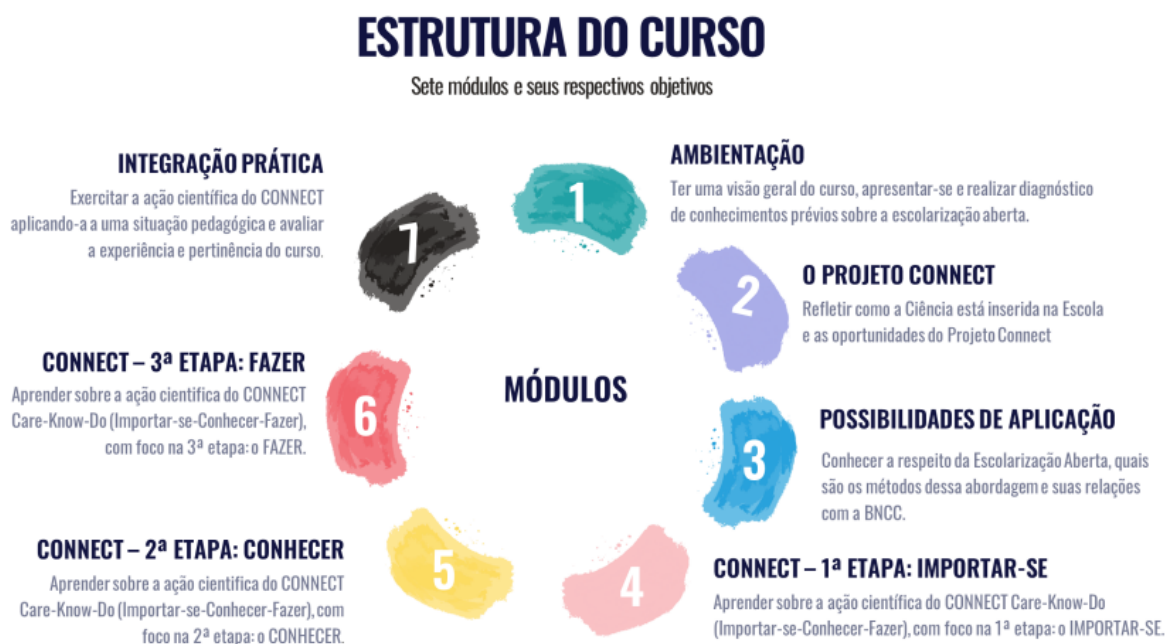 ESTRUTURA DO CURSO
Sete módulos e seus respectivos objetivos
1
AMBIENTAÇÃO
Ter uma visão geral do curso, apresentar-se e realizar diagnóstico
de conhecimentos prévios sobre a escolarização aberta.
2
O PROJETO CONNECT
Refletir como a Ciência está inserida na Escola
e as oportunidades do Projeto Connect
3
POSSIBILIDADES DE APLICAÇÃO
Conhecer a respeito da Escolarização Aberta, quais
são os métodos dessa abordagem e suas relações
com a BNCC.
4
CONNECT – 1ª ETAPA: IMPORTAR-SE
Aprender sobre a ação científica do CONNECT Care-Know-Do
(Importar-se-Conhecer-Fazer), com foco na 1ª etapa: o IMPORTAR-SE.
5
CONNECT – 2ª ETAPA: CONHECER
Aprender sobre a ação cientifica do CONNECT
Care-Know-Do (Importar-se-Conhecer-Fazer), com
foco na 2ª etapa: o CONHECER.
6
CONNECT – 3ª ETAPA: FAZER
Aprender sobre a ação cientifica do CONNECT
Care-Know-Do (Importar-se-Conhecer-Fazer),
com foco na 3ª etapa: o FAZER.
7
INTEGRAÇÃO PRÁTICA
Exercitar a ação científica do CONNECT
aplicando-a a uma situação pedagógica e avaliar
a experiência e pertinência do curso.
MÓDULOS